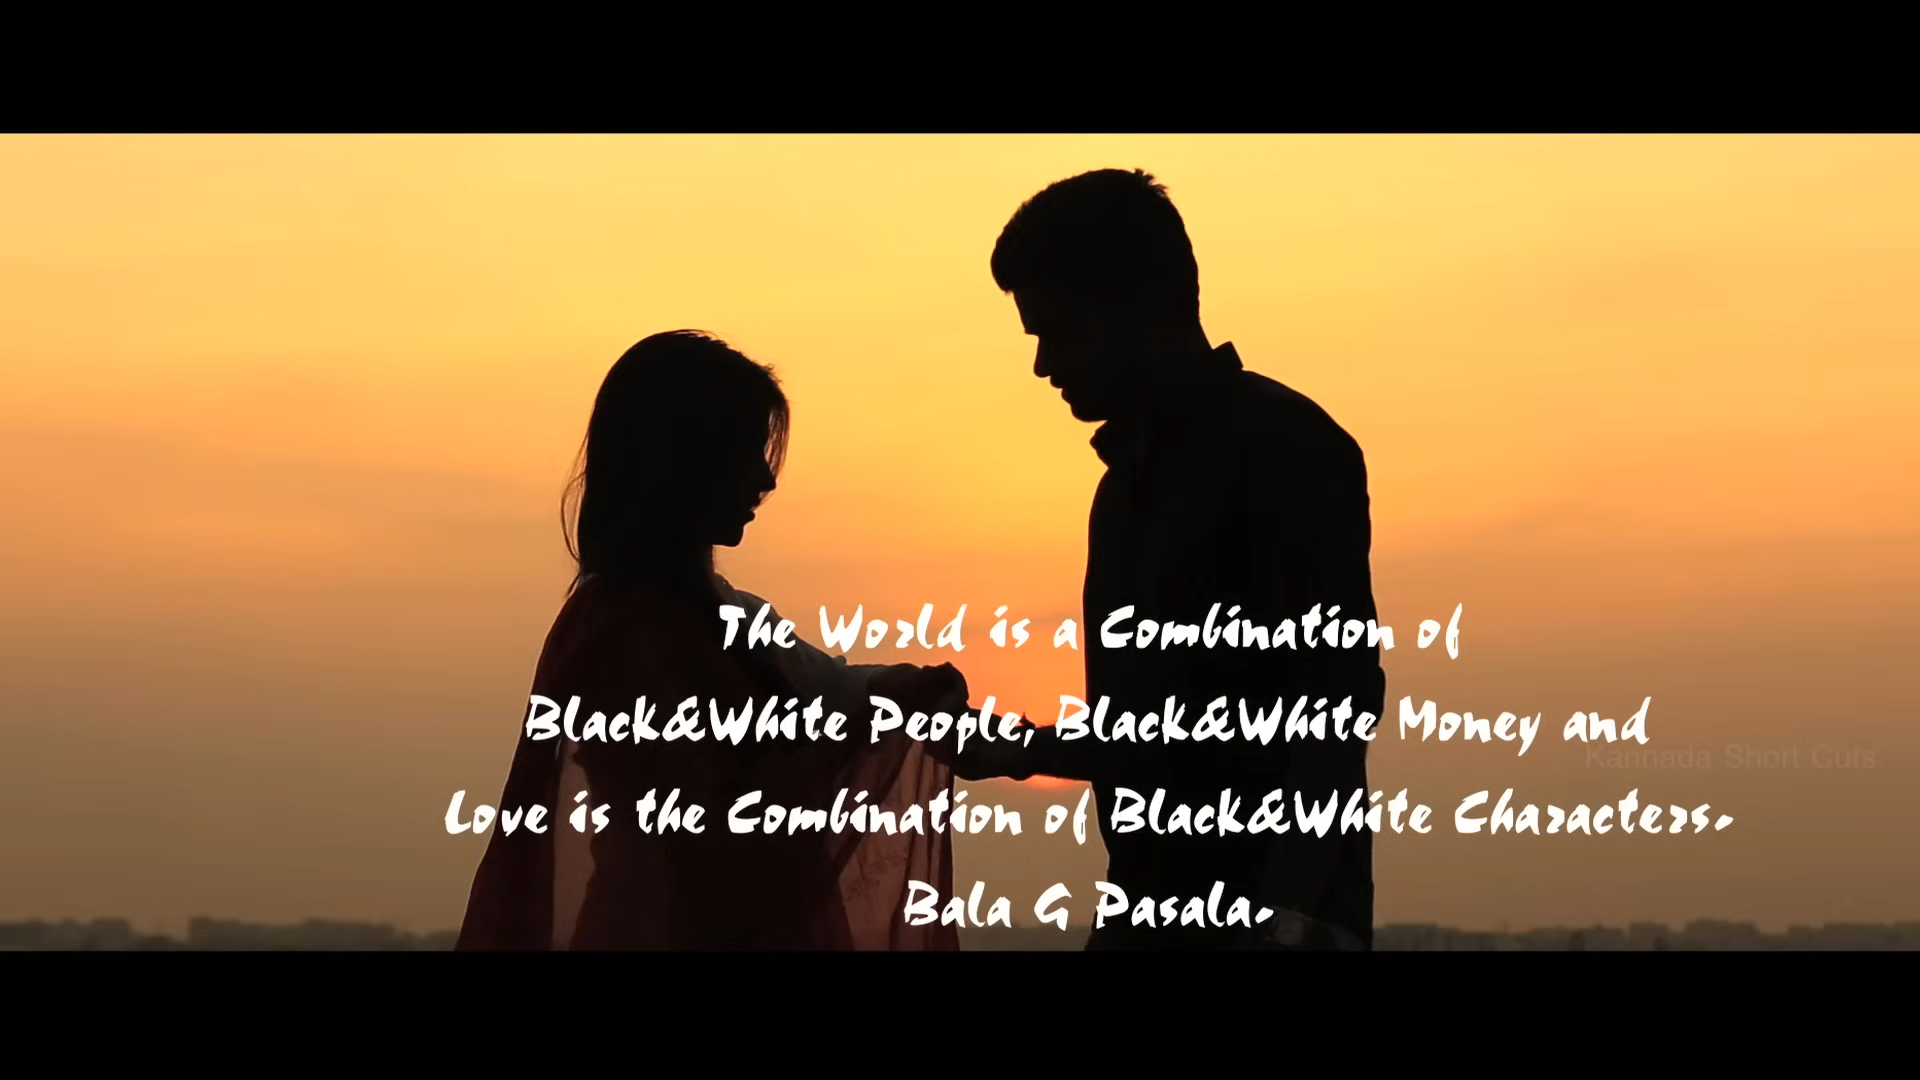 The World is a Combination of
Black&White People, Black&White Money and
Love is the Combination of Black&White Characters.
Bala G Pasala.
Kannada Short Cuts